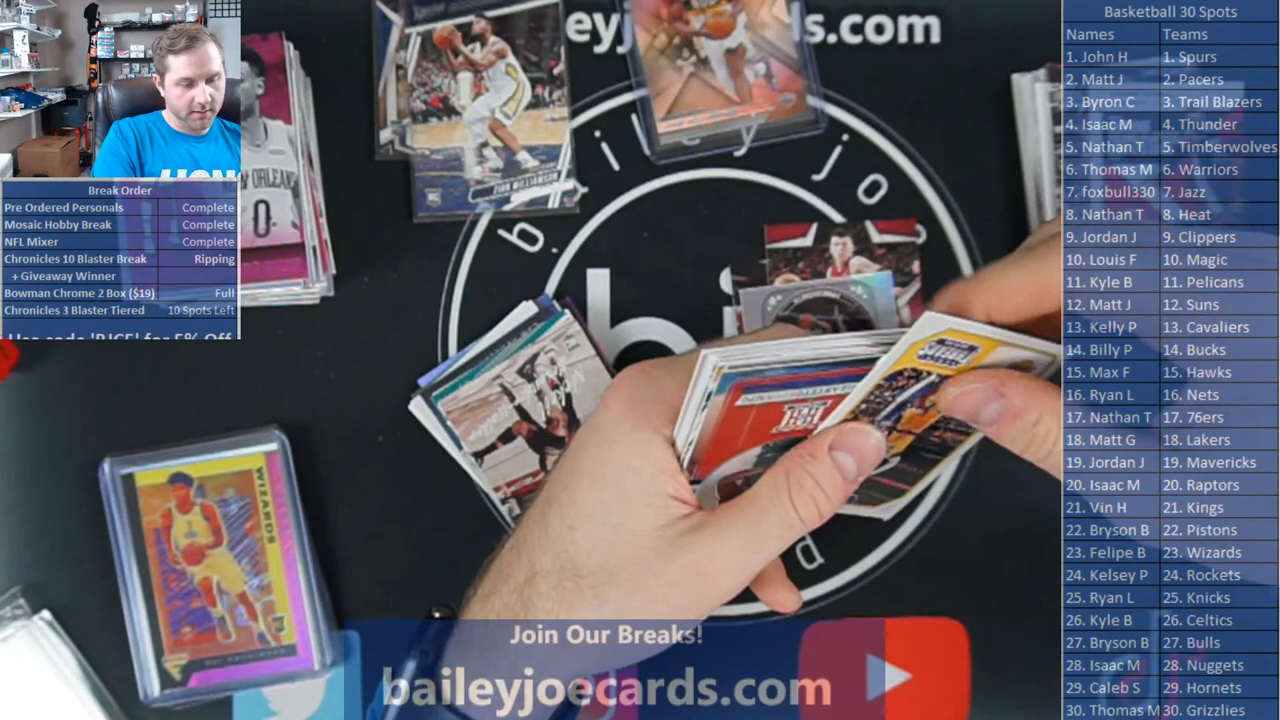 Basketball 30 Spots
Names Teams
1. John H 1. Spurs
2. Matt J 2. Pacers
3. Byron C 3. Trail Blazers
4. Isaac M 4. Thunder
5. Nathan T 5. Timberwolves
6. Thomas M 6. Warriors
7. foxbull330 7. Jazz
8. Nathan T 8. Heat
9. Jordan J 9. Clippers
10. Louis F 10. Magic
11. Kyle B 11. Pelicans
12. Matt J 12. Suns
13. Kelly P 13. Cavaliers
14. Billy P 14. Bucks
15. Max F 15. Hawks
16. Ryan L 16. Nets
17. Nathan T 17. 76ers
18. Matt G 18. Lakers
19. Jordan J 19. Mavericks
20. Isaac M 20. Raptors
21. Vin H 21. Kings
22. Bryson B 22. Pistons
23. Felipe B 23. Wizards
24. Kelsey P 24. Rockets
25. Ryan L 25. Knicks
26. Kyle B 26. Celtics
27. Bryson B 27. Bulls
28. Isaac M 28. Nuggets
29. Caleb S 29. Hornets
30. Thomas M 30. Grizzlies
Break Order
Pre Ordered Personals Complete
Mosaic Hobby Break Complete
NFL Mixer Complete
Chronicles 10 Blaster Break Ripping
+ Giveaway Winner
Bowman Chrome 2 Box ($19) Full
Chronicles 3 Blaster Tiered 10 Spots Left
s.com
b a i l e y j o
ZION WILLIAMSON
WIZARDS
Join Our Breaks!
baileyjoecards.com